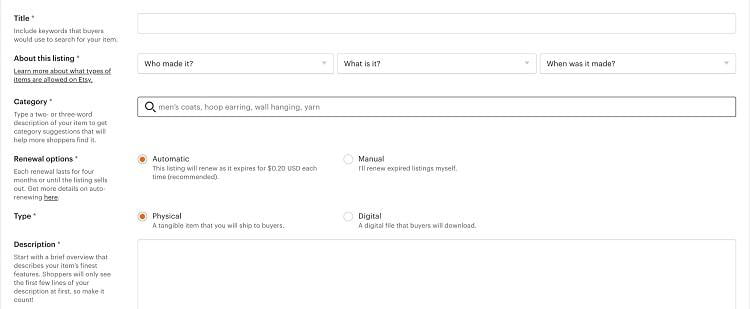 Title *
Include keywords that buyers
would use to search for your item.
About this listing *
Learn more about what types of
items are allowed on Etsy.
Who made it?
What is it?
When was it made?
Category *
Type a two- or three-word
description of your item to get
category suggestions that will
help more shoppers find it.
men's coats, hoop earring, wall hanging, yarn
Renewal options *
Each renewal lasts for four
months or until the listing sells
out. Get more details on auto-
renewing here.
Automatic
This listing will renew as it expires for $0.20 USD each
time (recommended).
Manual
I'll renew expired listings myself.
Type *
Physical
A tangible item that you will ship to buyers.
Digital
A digital file that buyers will download.
Description *
Start with a brief overview that
describes your item's finest
features. Shoppers will only see
the first few lines of your
description at first, so make it
count!